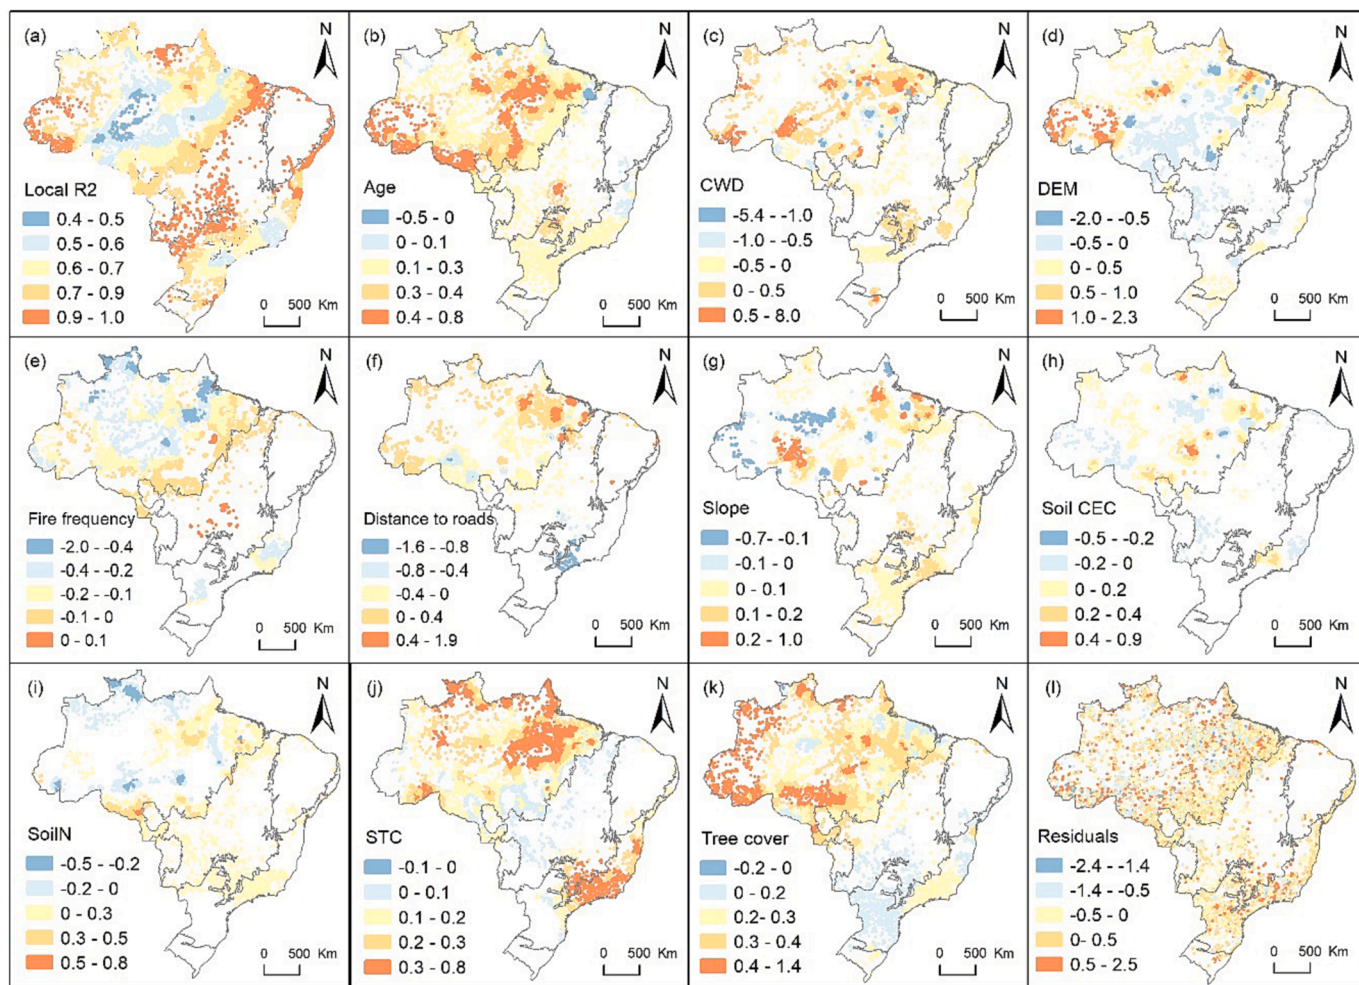 (a)
N
Local R2
0.4 - 0.5
0.5 - 0.6
0.6 - 0.7
0.7 - 0.9
0.9 - 1.0
0 500 Km
(b)
N
Age
-0.5 - 0
0 - 0.1
0.1 - 0.3
0.3 - 0.4
0.4 - 0.8
0 500 Km
(c)
N
CWD
-5.4 - -1.0
-1.0 - -0.5
-0.5 - 0
0 - 0.5
0.5 - 8.0
0 500 Km
(d)
N
DEM
-2.0 - -0.5
-0.5 - 0
0 - 0.5
0.5 - 1.0
1.0 - 2.3
0 500 Km
(e)
N
Fire frequency
-2.0 - -0.4
-0.4 - -0.2
-0.2 - -0.1
-0.1 - 0
0 - 0.1
0 500 Km
(f)
N
Distance to roads
-1.6 - -0.8
-0.8 - -0.4
-0.4 - 0
0 - 0.4
0.4 - 1.9
0 500 Km
(g)
N
Slope
-0.7- -0.1
-0.1 - 0
0 - 0.1
0.1 - 0.2
0.2 - 1.0
0 500 Km
(h)
N
Soil CEC
-0.5 - -0.2
-0.2 - 0
0 - 0.2
0.2 - 0.4
0.4 - 0.9
0 500 Km
(i)
N
SoilN
-0.5 - -0.2
-0.2 - 0
0 - 0.3
0.3 - 0.5
0.5 - 0.8
0 500 Km
(j)
N
STC
-0.1 - 0
0 - 0.1
0.1 - 0.2
0.2 - 0.3
0.3 - 0.8
0 500 Km
(k)
N
Tree cover
-0.2 - 0
0 - 0.2
0.2- 0.3
0.3 - 0.4
0.4 - 1.4
0 500 Km
(l)
N
Residuals
-2.4 - -1.4
-1.4 - -0.5
-0.5 - 0
0- 0.5
0.5 - 2.5
0 500 Km